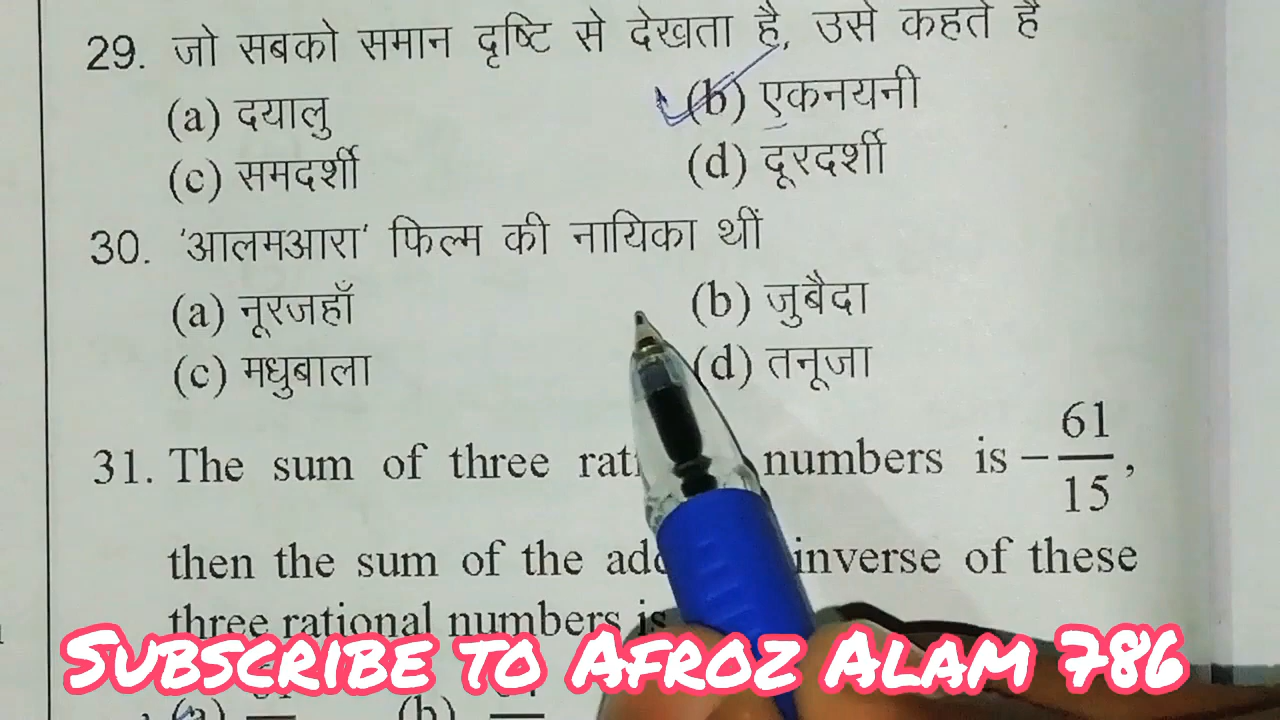 29. जो सबको समान दृष्टि से देखता है, उसे कहते हैं
(a) दयालु (b) एकनयनी
(c) समदर्शी (d) दूरदर्शी
30. 'आलमआरा' फिल्म की नायिका थीं
(a) नूरजहाँ (b) जुबैदा
(c) मधुबाला (d) तनूजा
31. The sum of three numbers is -61/15,
then the sum of the inverse of these
three rational numbers is
SUBSCRIBE TO AFROZ ALAM 786
(a) (b)